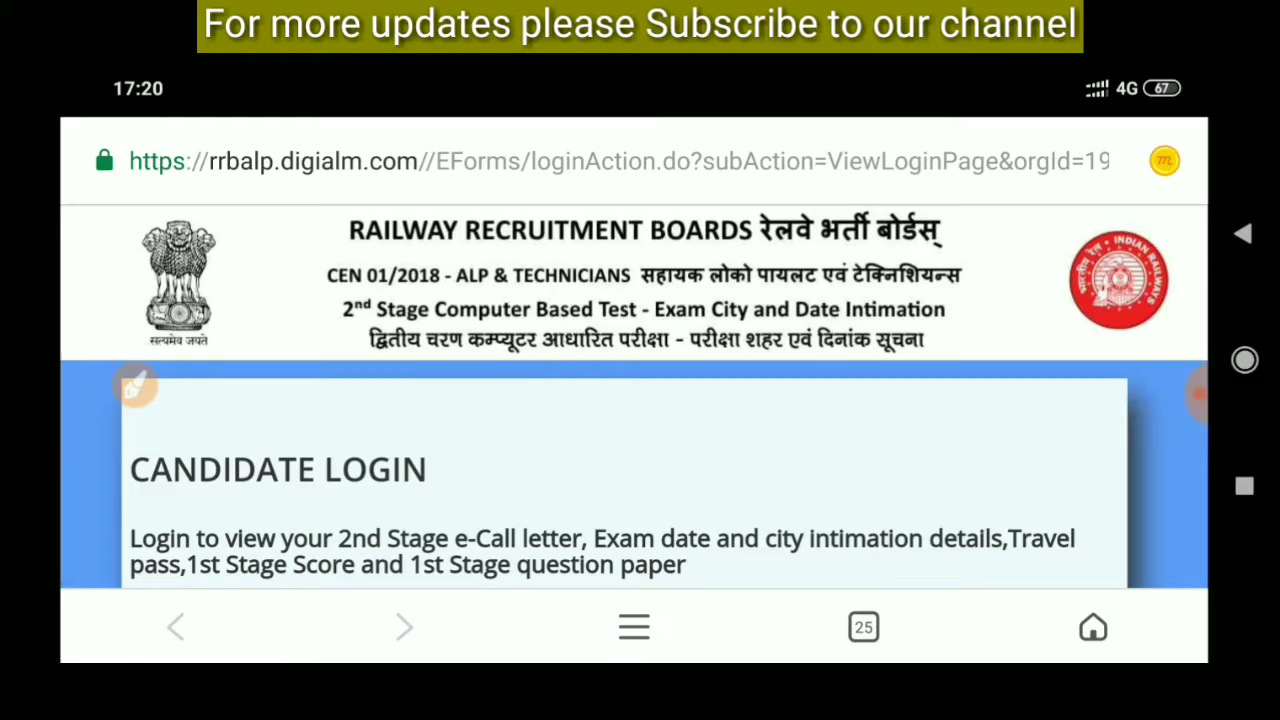 For more updates please Subscribe to our channel
17:20
4G 67
https://rrbalp.digialm.com//EForms/loginAction.do?subAction=ViewLoginPage&orgId=19
RAILWAY RECRUITMENT BOARDS रेलवे भर्ती बोर्डस्
CEN 01/2018 - ALP & TECHNICIANS सहायक लोको पायलट एवं टेक्निशियन्स
2nd Stage Computer Based Test - Exam City and Date Intimation
द्वितीय चरण कम्प्यूटर आधारित परीक्षा - परीक्षा शहर एवं दिनांक सूचना
सत्यमेव जयते
भारतीय रेल INDIAN RAILWAYS
CANDIDATE LOGIN
Login to view your 2nd Stage e-Call letter, Exam date and city intimation details,Travel
pass,1st Stage Score and 1st Stage question paper
25